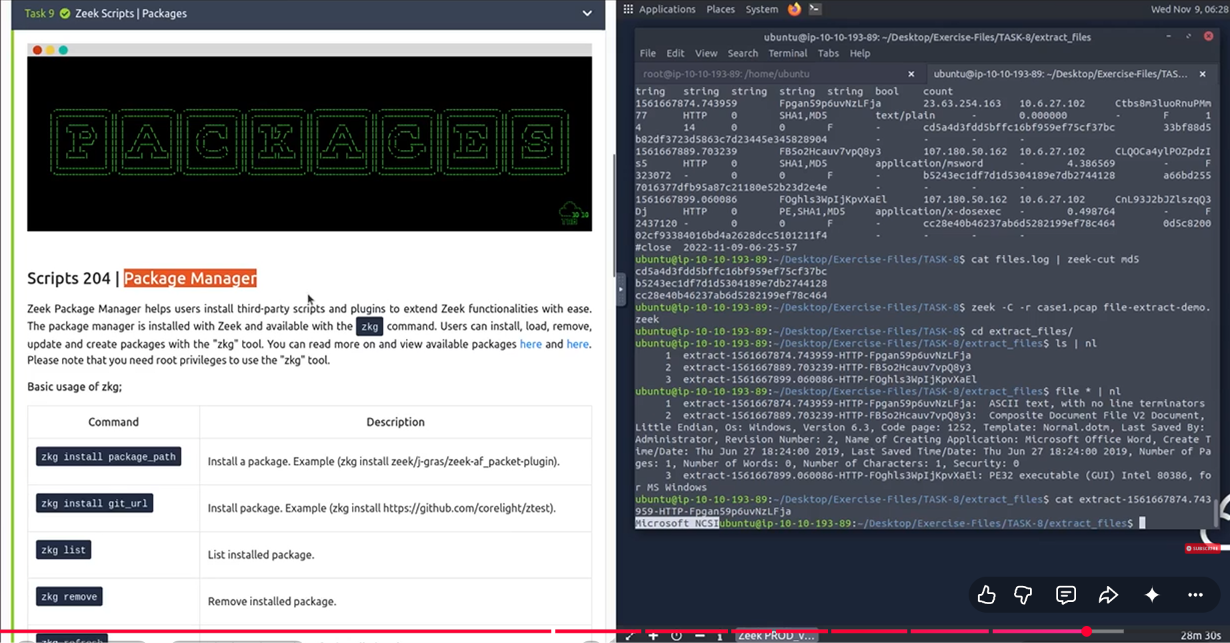 Task 9 Zeek Scripts | Packages
PACKAGES
Scripts 204 | Package Manager
Zeek Package Manager helps users install third-party scripts and plugins to extend Zeek functionalities with ease.
The package manager is installed with Zeek and available with the zkg command. Users can install, load, remove,
update and create packages with the "zkg" tool. You can read more on and view available packages here and here.
Please note that you need root privileges to use the "zkg" tool.
Basic usage of zkg;
Command Description
zkg install package_path Install a package. Example (zkg install zeek/j-gras/zeek-af_packet-plugin).
zkg install git_url Install package. Example (zkg install https://github.com/corelight/ztest).
zkg list List installed package.
zkg remove Remove installed package.
Applications Places System Wed Nov 9, 06:28
ubuntu@ip-10-10-193-89: ~/Desktop/Exercise-Files/TASK-8/extract_files
File Edit View Search Terminal Tabs Help
root@ip-10-10-193-89: /home/ubuntu × ubuntu@ip-10-10-193-89: ~/Desktop/Exercise-Files/TAS... ×
tring string string string string bool count
1561667874.743959 Fpgan59p6uvNzLFja 23.63.254.163 10.6.27.102 Ctbs8m3luoRnuPMm
77 HTTP 0 SHA1,MD5 text/plain - 0.000000 - F 1
4 14 0 F - cd5a4d3fdd5bffc16bf959ef75cf37bc 33bf88d5
b82df3723d5863c7d23445e345828904 - - -
1561667889.703239 FB5o2Hcauv7vpQ8y3 107.180.50.162 10.6.27.102 CLQOCa4ylPOZpdzI
s5 HTTP 0 SHA1,MD5 application/msword - 4.386569 - F
323072 - 0 F - b5243ec1df7d1d5304189e7db2744128 a66bd255
7016377dfb95a87c21180e52b23d2e4e - - -
1561667899.060086 FOghls3WpIjKpvXaEl 107.180.50.162 10.6.27.102 CnL93J2bJZlszqQ3
Dj HTTP 0 PE,SHA1,MD5 application/x-dosexec - 0.498764 - F
2437120 - 0 F - cc28e40b46237ab6d5282199ef78c464 0d5c8200
02cf93384016bd4a2628dcc5101211f4 - - -
#close 2022-11-09-06-25-57
ubuntu@ip-10-10-193-89:~/Desktop/Exercise-Files/TASK-8$ cat files.log | zeek-cut md5
cd5a4d3fdd5bffc16bf959ef75cf37bc
b5243ec1df7d1d5304189e7db2744128
cc28e40b46237ab6d5282199ef78c464
ubuntu@ip-10-10-193-89:~/Desktop/Exercise-Files/TASK-8$ zeek -C -r case1.pcap file-extract-demo.
zeek
ubuntu@ip-10-10-193-89:~/Desktop/Exercise-Files/TASK-8$ cd extract_files/
ubuntu@ip-10-10-193-89:~/Desktop/Exercise-Files/TASK-8/extract_files$ ls | nl
1 extract-1561667874.743959-HTTP-Fpgan59p6uvNzLFja
2 extract-1561667889.703239-HTTP-FB5o2Hcauv7vpQ8y3
3 extract-1561667899.060086-HTTP-FOghls3WpIjKpvXaEl
ubuntu@ip-10-10-193-89:~/Desktop/Exercise-Files/TASK-8/extract_files$ file * | nl
1 extract-1561667874.743959-HTTP-Fpgan59p6uvNzLFja: ASCII text, with no line terminators
2 extract-1561667889.703239-HTTP-FB5o2Hcauv7vpQ8y3: Composite Document File V2 Document,
Little Endian, Os: Windows, Version 6.3, Code page: 1252, Template: Normal.dotm, Last Saved By:
Administrator, Revision Number: 2, Name of Creating Application: Microsoft Office Word, Create T
ime/Date: Thu Jun 27 18:24:00 2019, Last Saved Time/Date: Thu Jun 27 18:24:00 2019, Number of Pa
ges: 1, Number of Words: 0, Number of Characters: 1, Security: 0
3 extract-1561667899.060086-HTTP-FOghls3WpIjKpvXaEl: PE32 executable (GUI) Intel 80386, fo
r MS Windows
ubuntu@ip-10-10-193-89:~/Desktop/Exercise-Files/TASK-8/extract_files$ cat extract-1561667874.743
959-HTTP-Fpgan59p6uvNzLFja
Microsoft NCSIubuntu@ip-10-10-193-89:~/Desktop/Exercise-Files/TASK-8/extract_files$
SUBSCRIBE
Zeek PROD_V...
28m 30s